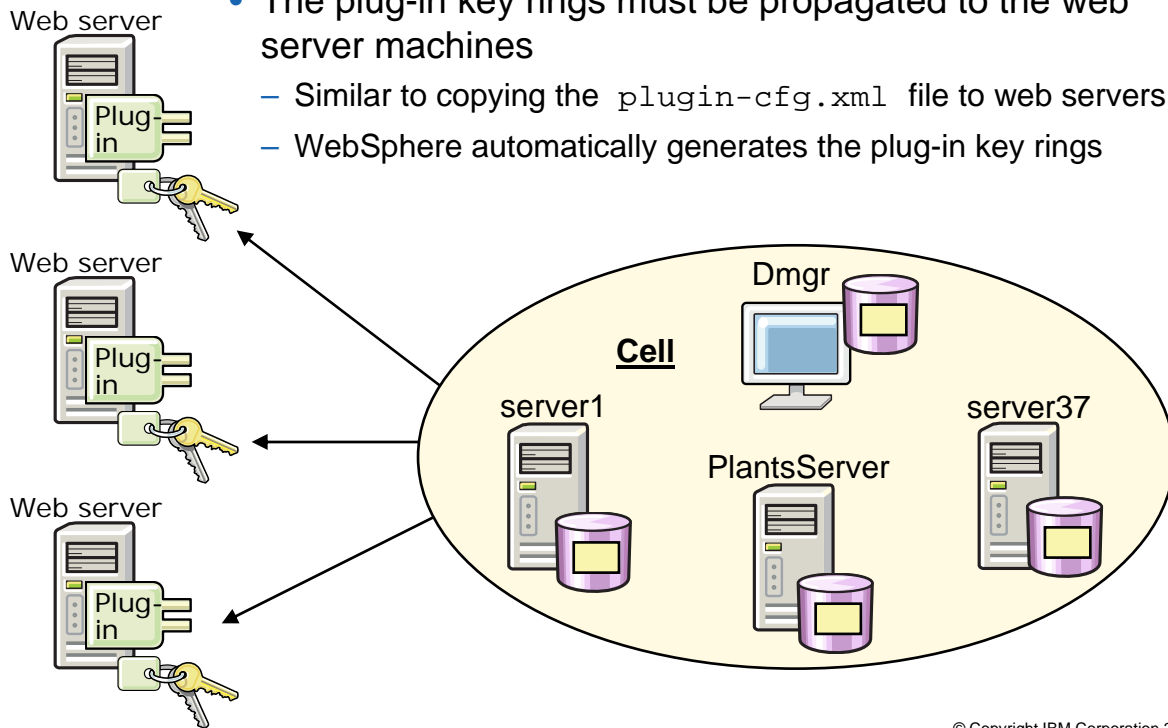 • The plug-in key rings must be propagated to the web
server machines
– Similar to copying the plugin-cfg.xml file to web servers
– WebSphere automatically generates the plug-in key rings
Web server
Plug-
in
Web server
Plug-
in
Web server
Plug-
in
Dmgr
Cell
server1
server37
PlantsServer
© Copyright IBM Corporation 2